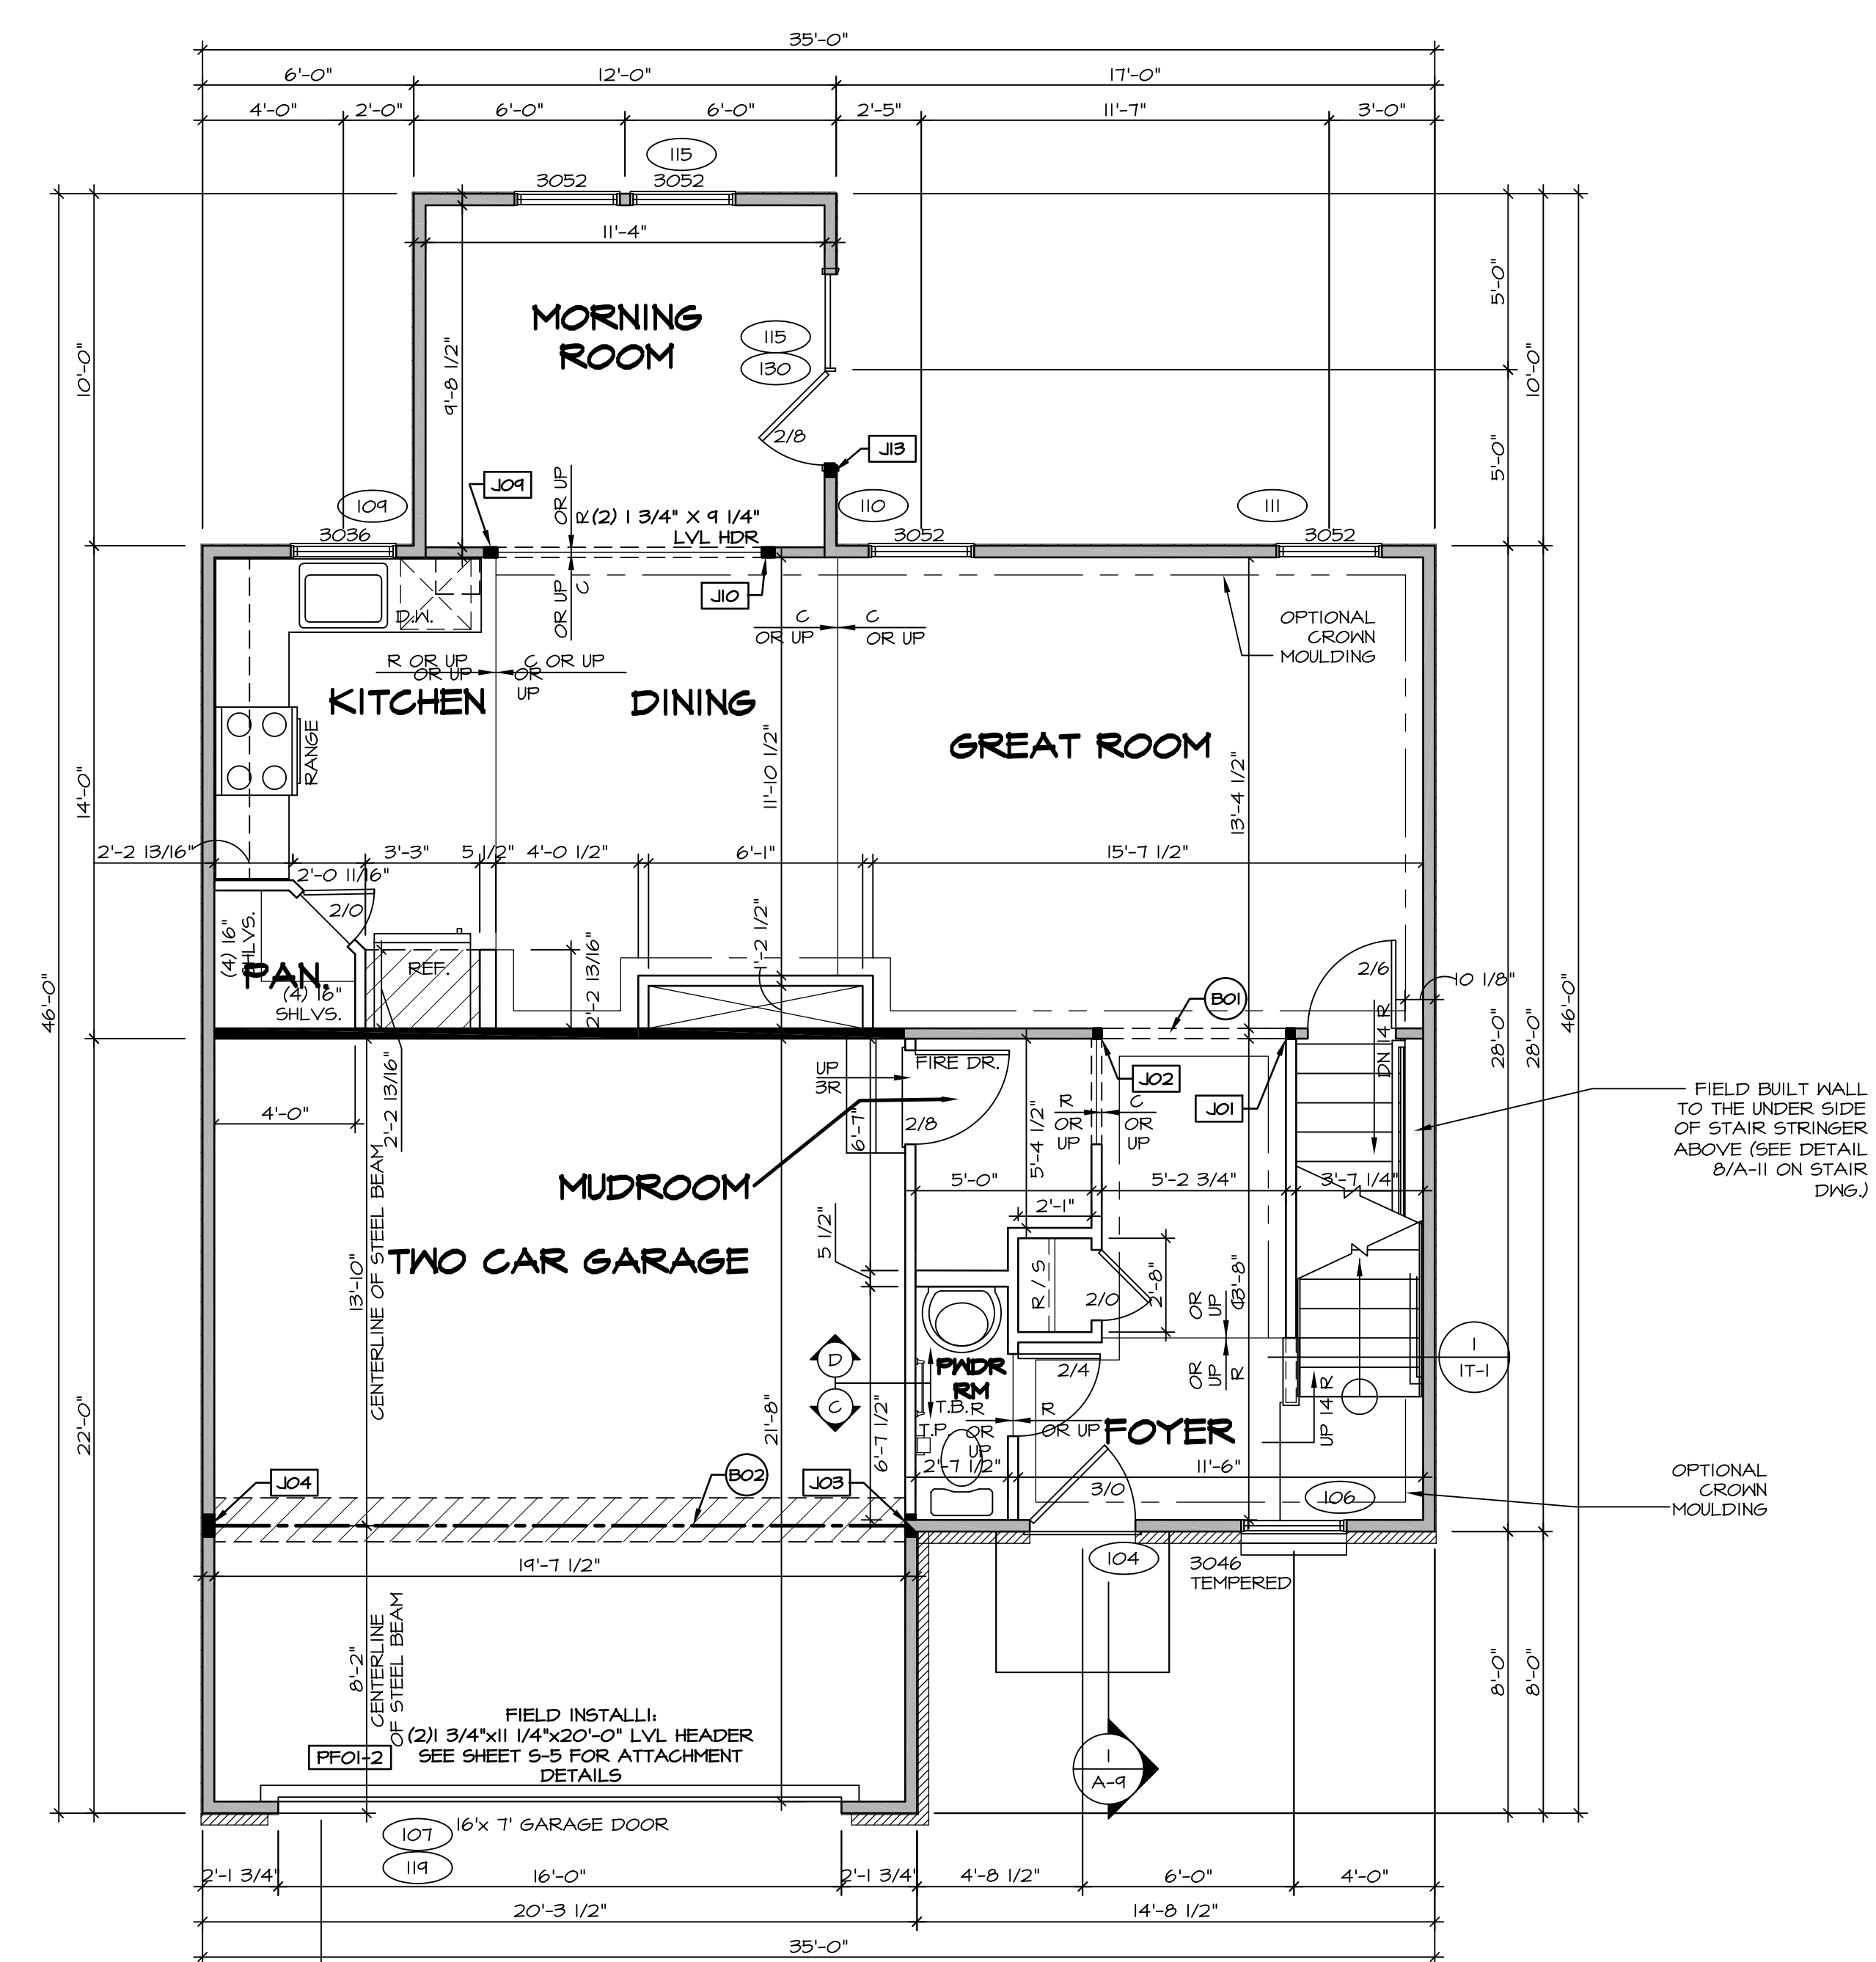 35'-0"
6'-0" 12'-0" 17'-0"
4'-0" 2'-0" 6'-0" 6'-0" 2'-5" 11'-7" 3'-0"
115
3052 3052
11'-4"
5'-0"
MORNING
ROOM
115
130
9'-8 1/2"
10'-0"
10'-0"
2/8
J13
5'-0"
J09
109
OR UP
R
(2) 1 3/4" X 9 1/4"
LVL HDR
110
111
3036
3052
3052
D.W.
OR UP
C
J10
C
OR UP
C
OR UP
OPTIONAL
CROWN
MOULDING
R OR UP
OR UP
C OR UP
OR
UP
KITCHEN
DINING
GREAT ROOM
RANGE
11'-10 1/2"
13'-4 1/2"
14'-0"
2'-2 13/16" 3'-3" 5 1/2" 4'-0 1/2" 6'-1" 15'-7 1/2"
2'-0 11/16"
2/0
(4) 16"
SHLVS.
PAN.
(4) 16"
SHLVS.
REF.
2'-2 13/16"
1'-2 1/2"
2/6
10 1/8"
B01
46'-0"
28'-0"
28'-0"
46'-0"
DN 14 R
FIRE DR.
UP
3R
J02
J01
2'-2 13/16"
4'-0"
2/8
6'-7"
5'-4 1/2"
R
OR
UP
C
OR
UP
FIELD BUILT WALL
TO THE UNDER SIDE
OF STAIR STRINGER
ABOVE (SEE DETAIL
8/A-11 ON STAIR
DWG.)
MUDROOM
5'-0" 5'-2 3/4" 3'-7 1/4"
2'-1"
5 1/2"
TWO CAR GARAGE
13'-10"
CENTERLINE OF STEEL BEAM
R / S
2/0
2'-8"
OR
UP
C
13'-8"
D
C
PWDR
RM
2/4
OR
UP
R
1
1T-1
T.B.
T.P.
R
OR
UP
R
OR UP
FOYER
UP 14 R
22'-0"
21'-8"
6'-7 1/2"
2'-7 1/2"
11'-6"
J04
B02
J03
3/0
106
OPTIONAL
CROWN
MOULDING
19'-7 1/2"
104
3046
TEMPERED
8'-2"
CENTERLINE
OF STEEL BEAM
8'-0"
8'-0"
FIELD INSTALL1:
(2)1 3/4"x11 1/4"x20'-0" LVL HEADER
SEE SHEET S-5 FOR ATTACHMENT
DETAILS
PF01-2
1
A-9
107
119
16'x 7' GARAGE DOOR
2'-1 3/4" 16'-0" 2'-1 3/4" 4'-8 1/2" 6'-0" 4'-0"
20'-3 1/2" 14'-8 1/2"
35'-0"